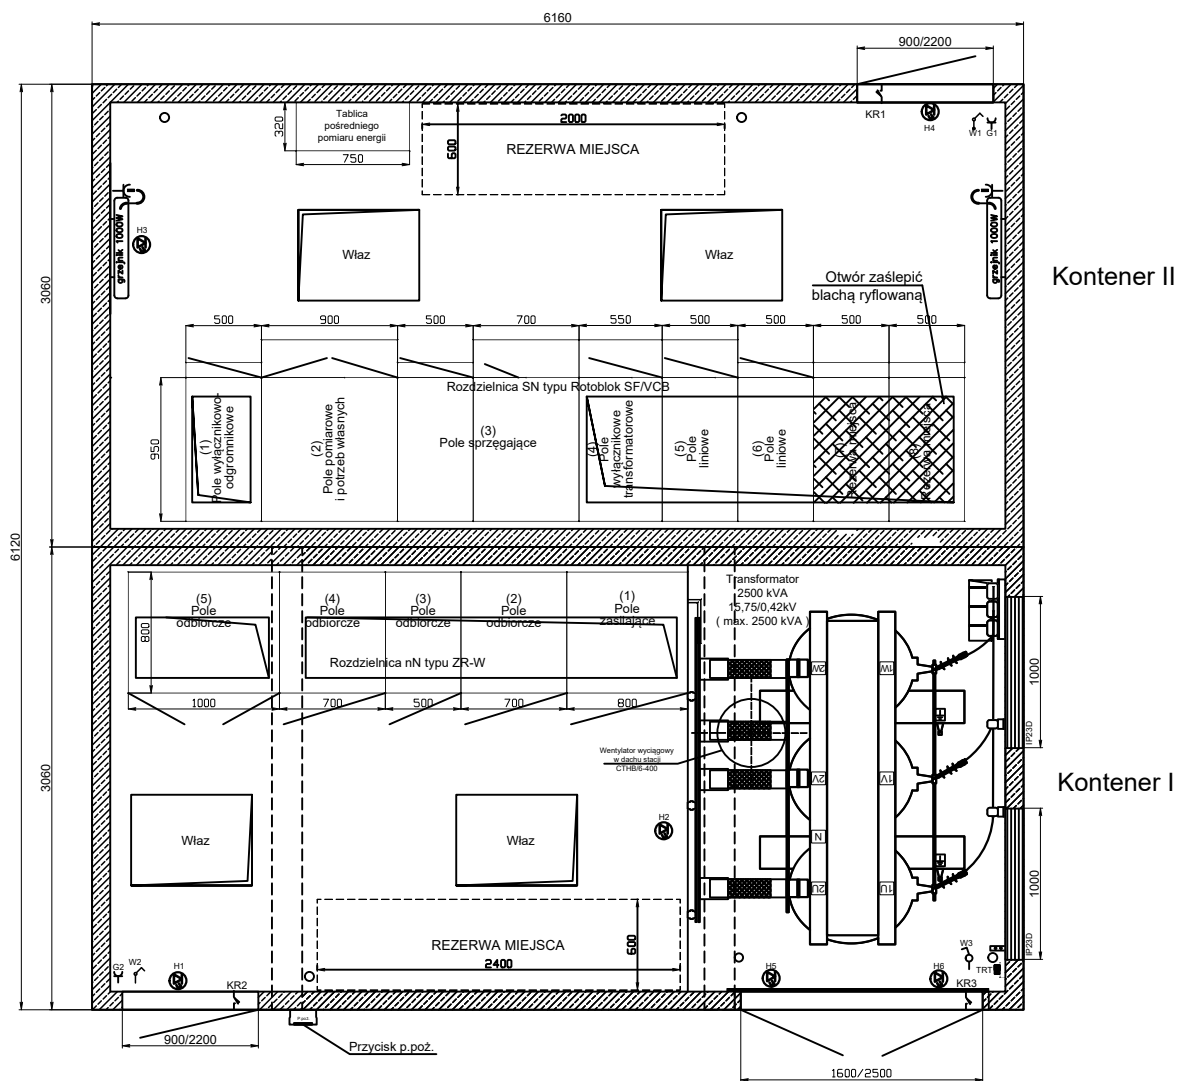 6160
900/2200
KR1
H4
W1
G1
Tablica
pośredniego
pomiaru energii
320
750
2000
600
REZERWA MIEJSCA
grzejnik 1000W
H3
Właz
Właz
grzejnik 1000W
Otwór zaślepić
blachą ryflowaną
Kontener II
3060
6120
500
900
500
700
550
500
500
500
500
Rozdzielnica SN typu Rotoblok SF/VCB
950
(1)
Pole wyłącznikowo-
odgromnikowe
(2)
Pole pomiarowe
i potrzeb własnych
(3)
Pole sprzęgające
(4)
Pole
wyłącznikowe
transformatorowe
(5)
Pole
liniowe
(6)
Pole
liniowe
(7)
Rezerwa miejsca
(8)
Rezerwa miejsca
(5)
Pole
odbiorcze
(4)
Pole
odbiorcze
(3)
Pole
odbiorcze
(2)
Pole
odbiorcze
(1)
Pole
zasilające
800
Rozdzielnica nN typu ZR-W
1000
700
500
700
800
Transformator
2500 kVA
15,75/0,42kV
( max. 2500 kVA )
2W
1W
2V
1V
N
2U
1U
Wentylator wyciągowy
w dachu stacji
CTHB/6-400
1000
IP23D
1000
IP23D
Kontener I
3060
Właz
Właz
H2
REZERWA MIEJSCA
2400
600
G2
W2
H1
KR2
900/2200
P.poż.
Przycisk p.poż.
H5
H6
W3
TRT
KR3
1600/2500